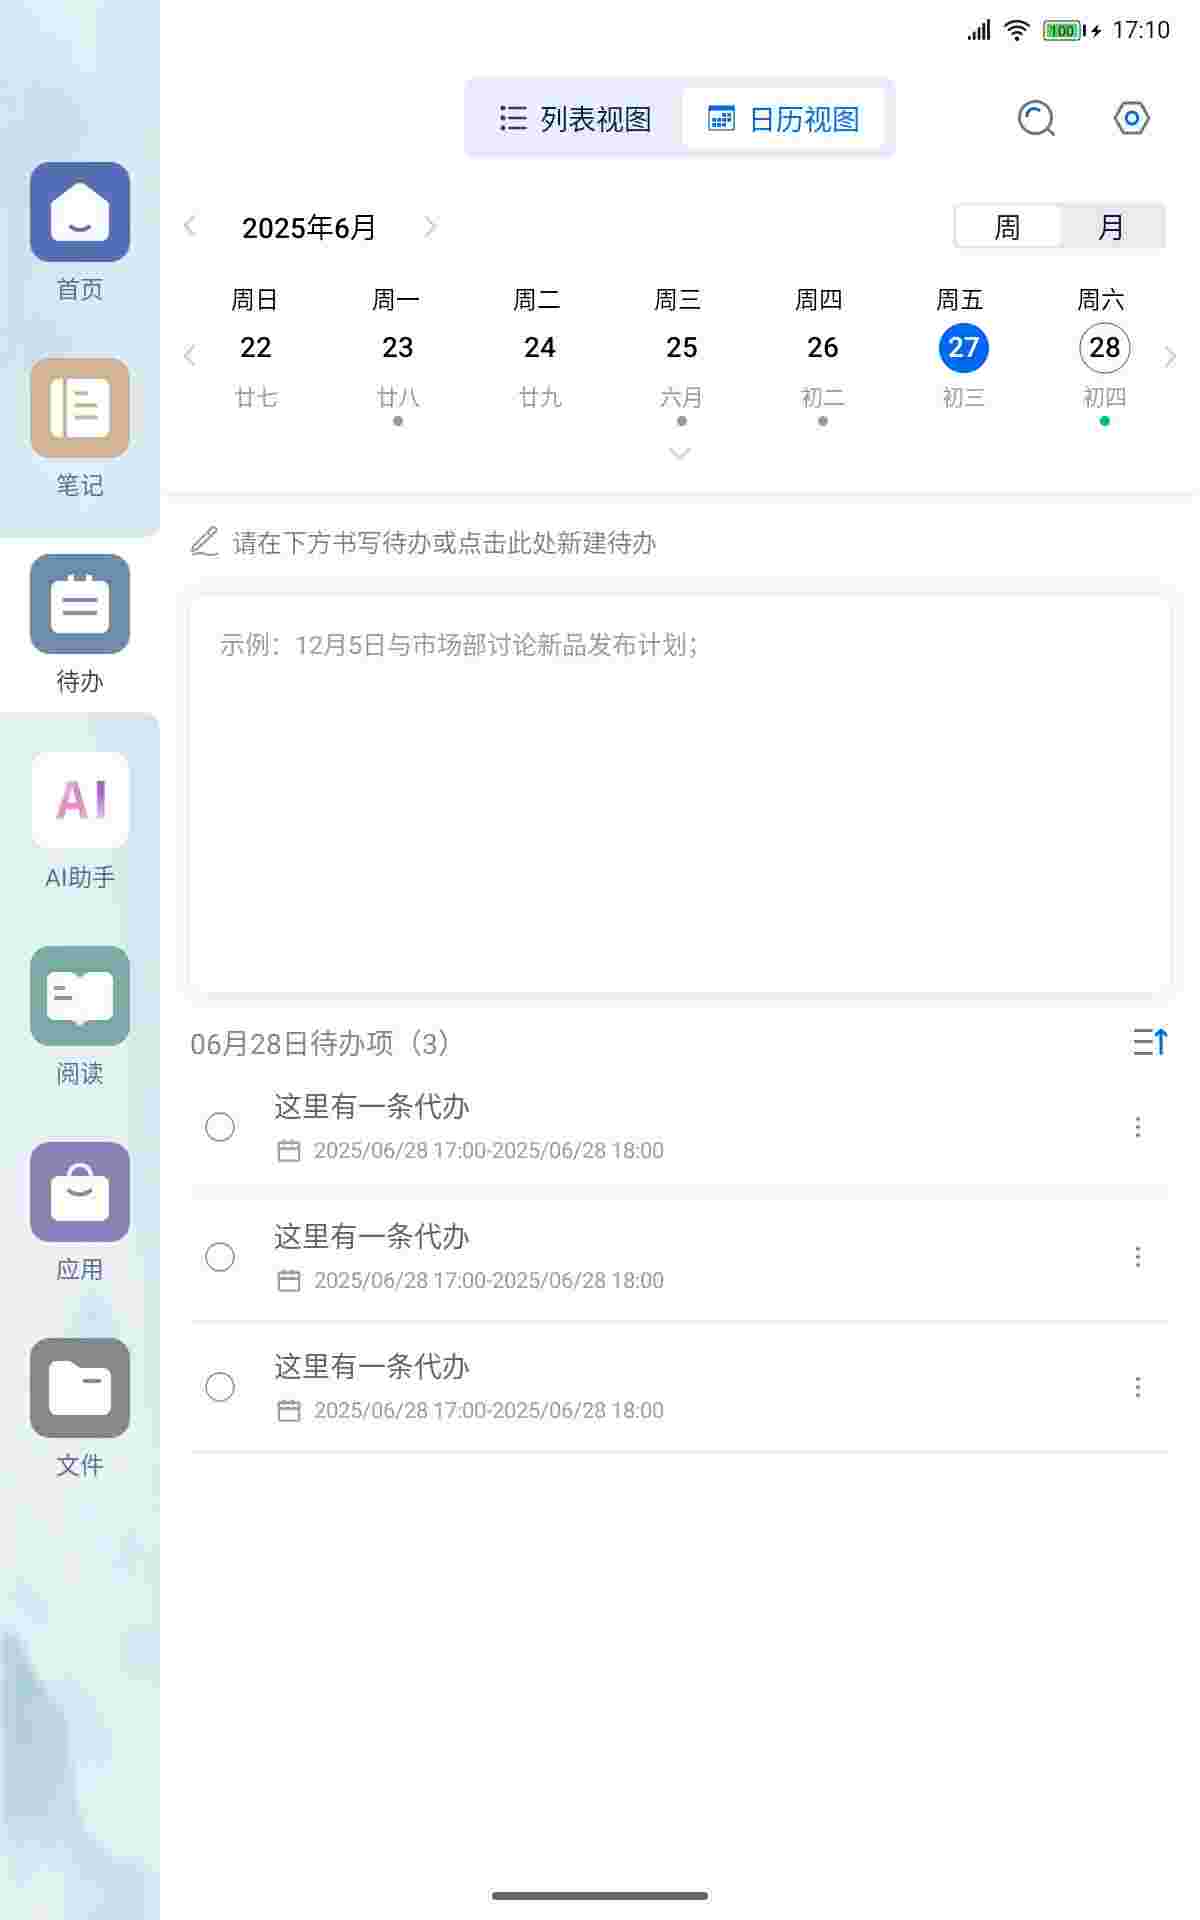 100 17:10
列表视图 日历视图
2025年6月 周 月
周日 周一 周二 周三 周四 周五 周六
22 23 24 25 26 27 28
廿七 廿八 廿九 六月 初二 初三 初四
请在下方书写待办或点击此处新建待办
示例：12月5日与市场部讨论新品发布计划；
06月28日待办项（3）
这里有一条代办
2025/06/28 17:00-2025/06/28 18:00
这里有一条代办
2025/06/28 17:00-2025/06/28 18:00
这里有一条代办
2025/06/28 17:00-2025/06/28 18:00
首页
笔记
待办
AI
AI助手
阅读
应用
文件